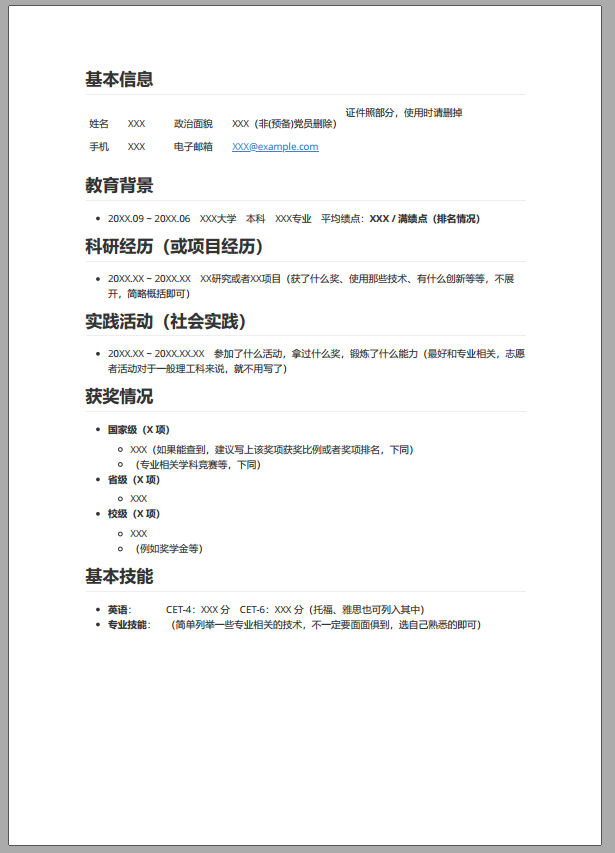 基本信息
证件照部分，使用时请删掉
姓名 XXX 政治面貌 XXX（非(预备)党员删除）
手机 XXX 电子邮箱 XXX@example.com
教育背景
• 20XX.09 ~ 20XX.06 XXX大学 本科 XXX专业 平均绩点：XXX / 满绩点（排名情况）
科研经历（或项目经历）
• 20XX.XX ~ 20XX.XX XX研究或者XX项目（获了什么奖、使用那些技术、有什么创新等等，不展
开，简略概括即可）
实践活动（社会实践）
• 20XX.XX ~ 20XX.XX.XX 参加了什么活动，拿过什么奖，锻炼了什么能力（最好和专业相关，志愿
者活动对于一般理工科来说，就不用写了）
获奖情况
• 国家级（X 项）
○ XXX（如果能查到，建议写上该奖项获奖比例或者奖项排名，下同）
○ （专业相关学科竞赛等，下同）
• 省级（X 项）
○ XXX
• 校级（X 项）
○ XXX
○ （例如奖学金等）
基本技能
• 英语： CET-4：XXX 分 CET-6：XXX 分（托福、雅思也可列入其中）
• 专业技能： （简单列举一些专业相关的技术，不一定要面面俱到，选自己熟悉的即可）